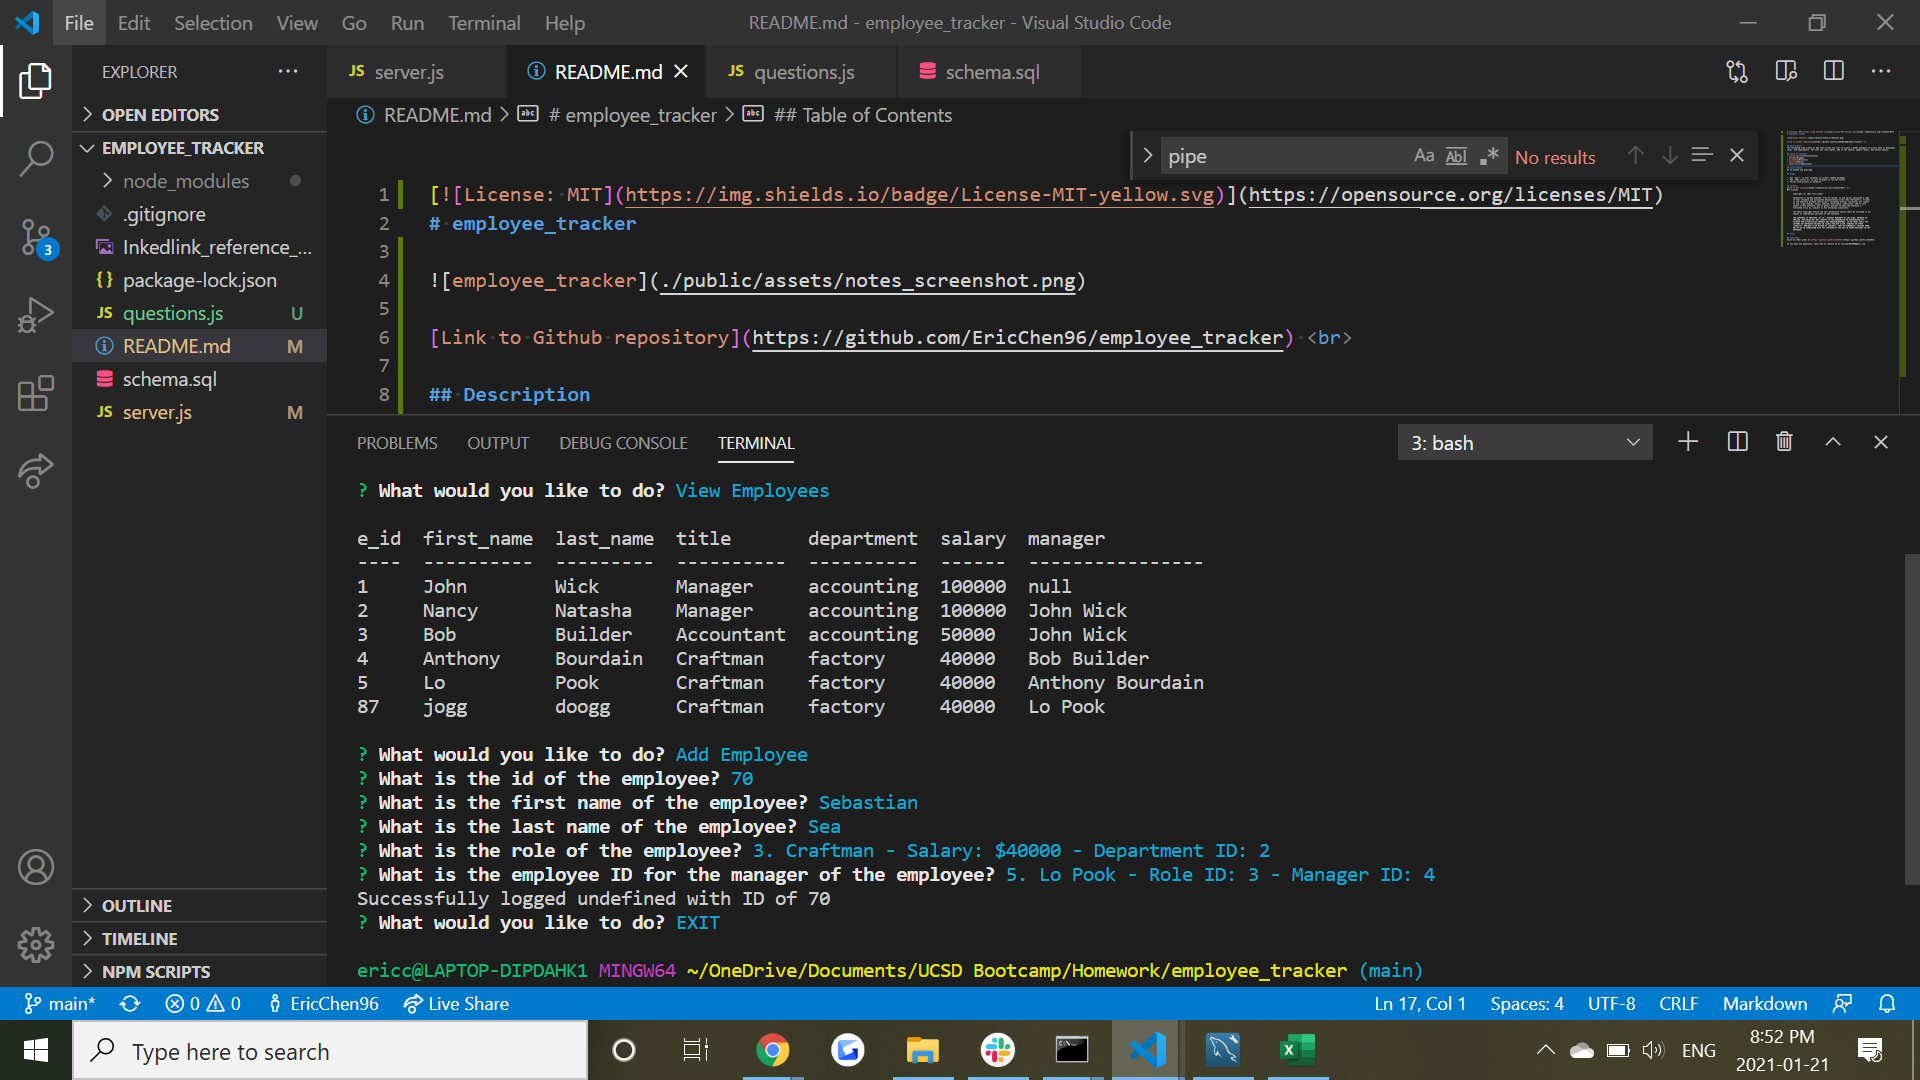 File Edit Selection View Go Run Terminal Help README.md - employee_tracker - Visual Studio Code
EXPLORER
JS server.js README.md JS questions.js schema.sql
OPEN EDITORS
README.md > # employee_tracker > ## Table of Contents
EMPLOYEE_TRACKER
node_modules
.gitignore
Inkedlink_reference_...
package-lock.json
JS questions.js U
README.md M
schema.sql
JS server.js M
3
pipe Aa Abl .* No results
1 [![License: MIT](https://img.shields.io/badge/License-MIT-yellow.svg)](https://opensource.org/licenses/MIT)
2 # employee_tracker
3
4 ![employee_tracker](./public/assets/notes_screenshot.png)
5
6 [Link to Github repository](https://github.com/EricChen96/employee_tracker) <br>
7
8 ## Description
PROBLEMS OUTPUT DEBUG CONSOLE TERMINAL 3: bash
? What would you like to do? View Employees
e_id first_name last_name title department salary manager
---- ---------- --------- ---------- ---------- ------ ----------------
1 John Wick Manager accounting 100000 null
2 Nancy Natasha Manager accounting 100000 John Wick
3 Bob Builder Accountant accounting 50000 John Wick
4 Anthony Bourdain Craftman factory 40000 Bob Builder
5 Lo Pook Craftman factory 40000 Anthony Bourdain
87 jogg doogg Craftman factory 40000 Lo Pook
? What would you like to do? Add Employee
? What is the id of the employee? 70
? What is the first name of the employee? Sebastian
? What is the last name of the employee? Sea
? What is the role of the employee? 3. Craftman - Salary: $40000 - Department ID: 2
? What is the employee ID for the manager of the employee? 5. Lo Pook - Role ID: 3 - Manager ID: 4
Successfully logged undefined with ID of 70
? What would you like to do? EXIT
ericc@LAPTOP-DIPDAHK1 MINGW64 ~/OneDrive/Documents/UCSD Bootcamp/Homework/employee_tracker (main)
OUTLINE
TIMELINE
NPM SCRIPTS
main* 0 0 EricChen96 Live Share Ln 17, Col 1 Spaces: 4 UTF-8 CRLF Markdown
Type here to search
ENG
8:52 PM
2021-01-21